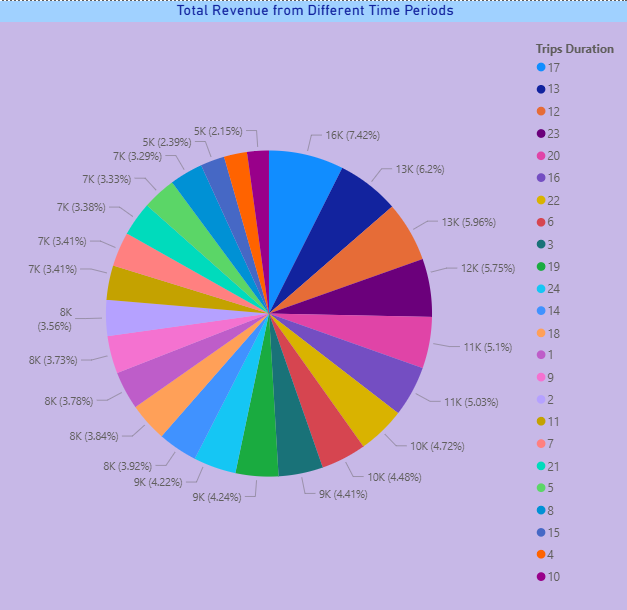 Total Revenue from Different Time Periods
Trips Duration
17
13
12
23
20
16
22
6
3
19
24
14
18
1
9
2
11
7
21
5
8
15
4
10
16K (7.42%)
13K (6.2%)
13K (5.96%)
12K (5.75%)
11K (5.1%)
11K (5.03%)
10K (4.72%)
10K (4.48%)
9K (4.41%)
9K (4.24%)
9K (4.22%)
8K (3.92%)
8K (3.84%)
8K (3.78%)
8K (3.73%)
8K
(3.56%)
7K (3.41%)
7K (3.41%)
7K (3.38%)
7K (3.33%)
7K (3.29%)
5K (2.39%)
5K (2.15%)